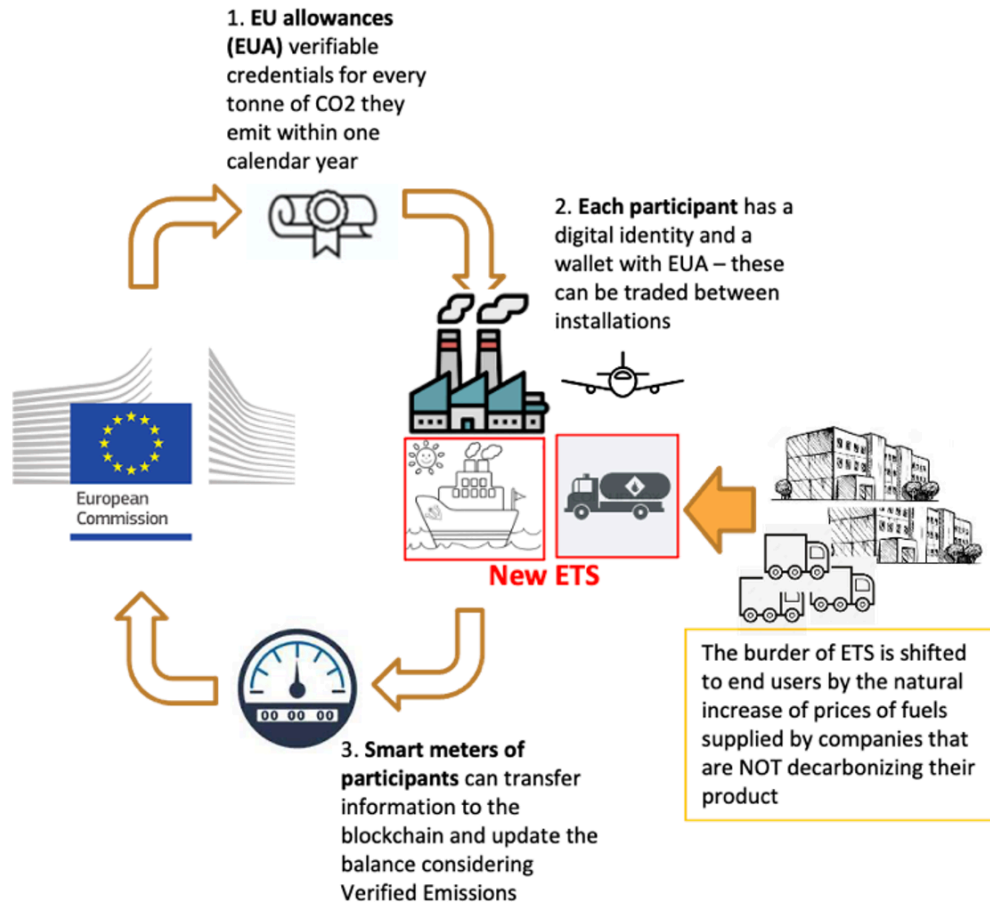 1. EU allowances
(EUA) verifiable
credentials for every
tonne of CO2 they
emit within one
calendar year
2. Each participant has a
digital identity and a
wallet with EUA – these
can be traded between
installations
European
Commission
New ETS
The burder of ETS is shifted
to end users by the natural
increase of prices of fuels
supplied by companies that
are NOT decarbonizing their
product
00 00 00
3. Smart meters of
participants can transfer
information to the
blockchain and update the
balance considering
Verified Emissions